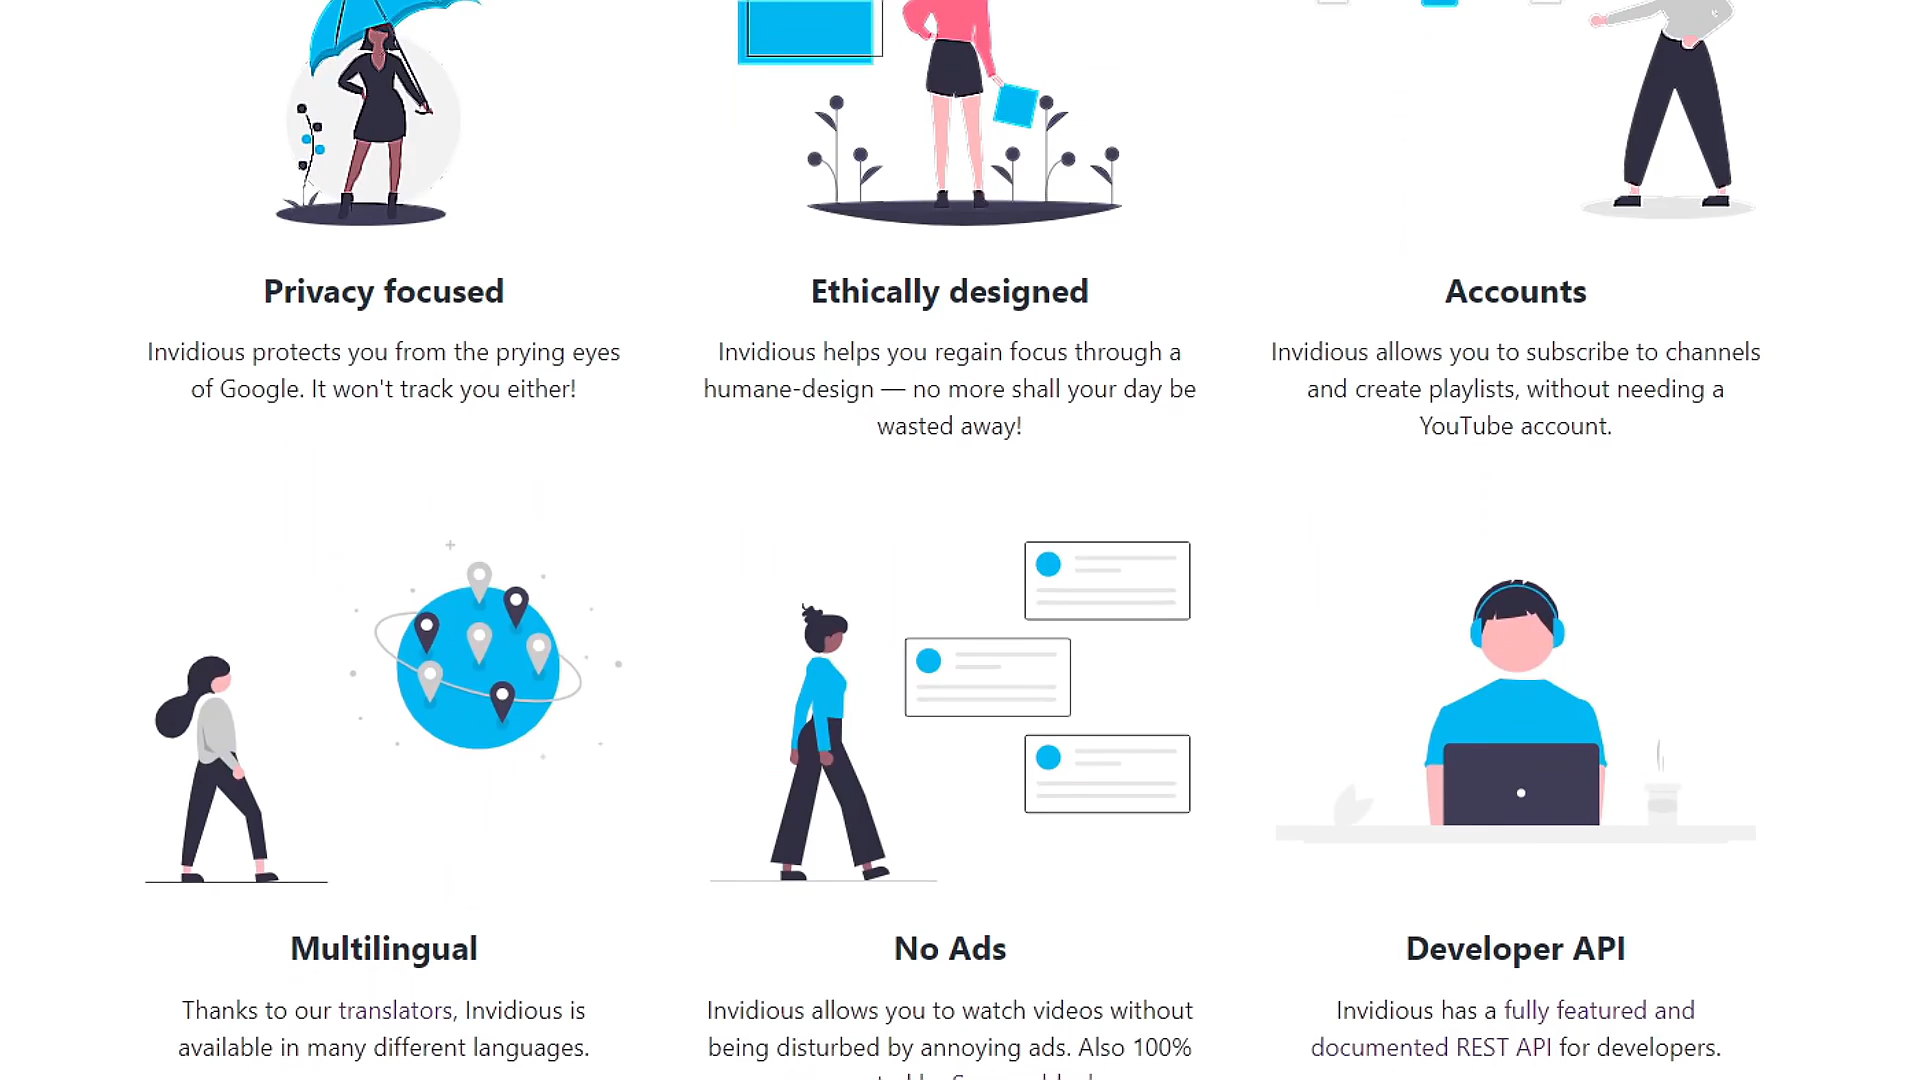 Privacy focused
Invidious protects you from the prying eyes
of Google. It won't track you either!
Ethically designed
Invidious helps you regain focus through a
humane-design — no more shall your day be
wasted away!
Accounts
Invidious allows you to subscribe to channels
and create playlists, without needing a
YouTube account.
Multilingual
Thanks to our translators, Invidious is
available in many different languages.
No Ads
Invidious allows you to watch videos without
being disturbed by annoying ads. Also 100%
Developer API
Invidious has a fully featured and
documented REST API for developers.